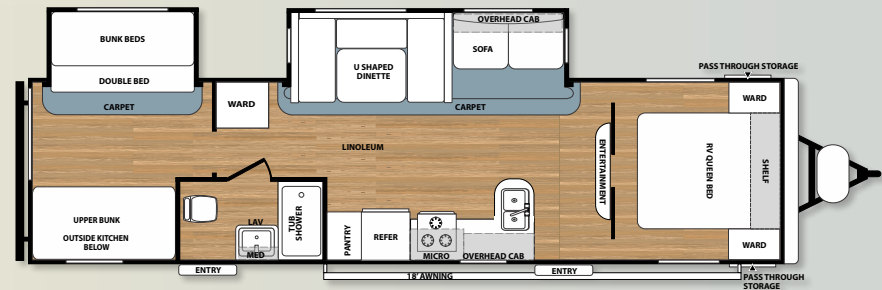 OVERHEAD CAB
BUNK BEDS
SOFA
U SHAPED
DINETTE
PASS THROUGH STORAGE
DOUBLE BED
WARD
WARD
CARPET
CARPET
LINOLEUM
ENTERTAINMENT
RV QUEEN BED
SHELF
UPPER BUNK
OUTSIDE KITCHEN
BELOW
LAV
MED
TUB
SHOWER
PANTRY
REFER
MICRO
OVERHEAD CAB
WARD
ENTRY
18' AWNING
ENTRY
PASS THROUGH
STORAGE